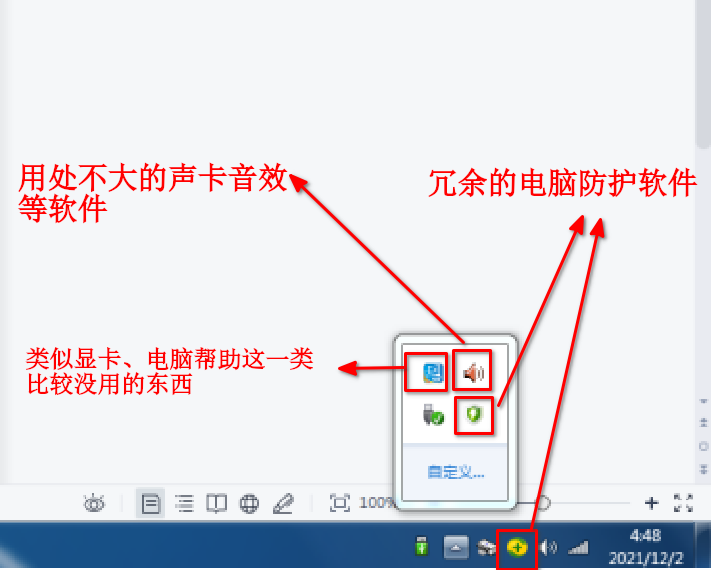 用处不大的声卡音效
等软件
冗余的电脑防护软件
类似显卡、电脑帮助这一类
比较没用的东西
自定义...
100%
4:48
2021/12/2